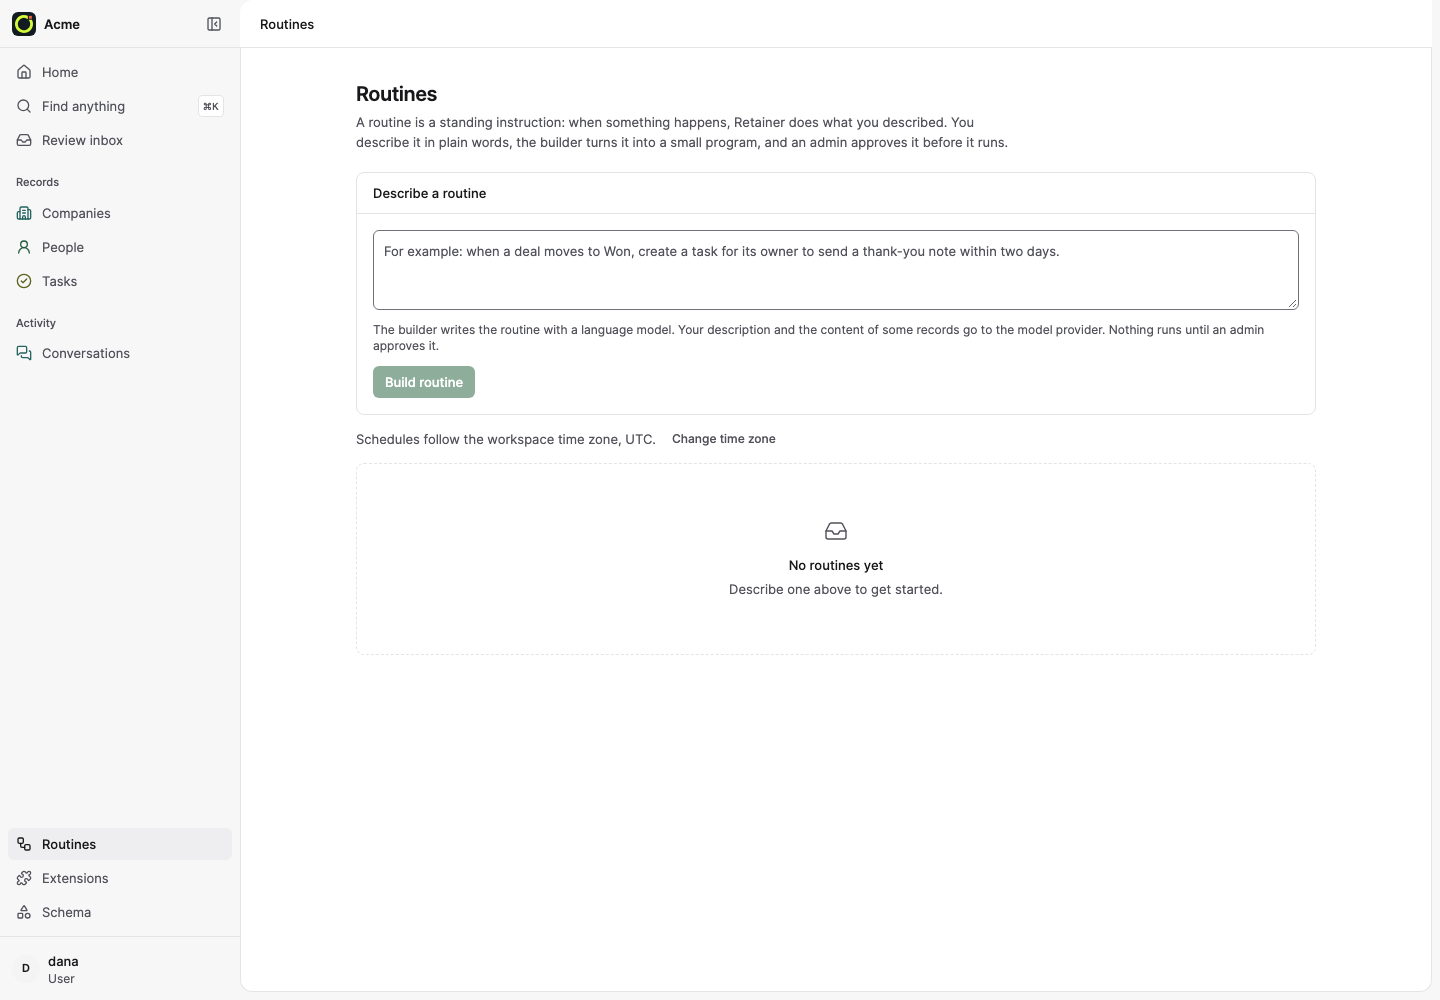 Acme
Home
Find anything
⌘K
Review inbox
Records
Companies
People
Tasks
Activity
Conversations
Routines
Extensions
Schema
D
dana
User
Routines
Routines
A routine is a standing instruction: when something happens, Retainer does what you described. You
describe it in plain words, the builder turns it into a small program, and an admin approves it before it runs.
Describe a routine
For example: when a deal moves to Won, create a task for its owner to send a thank-you note within two days.
The builder writes the routine with a language model. Your description and the content of some records go to the model provider. Nothing runs until an admin
approves it.
Build routine
Schedules follow the workspace time zone, UTC.
Change time zone
No routines yet
Describe one above to get started.